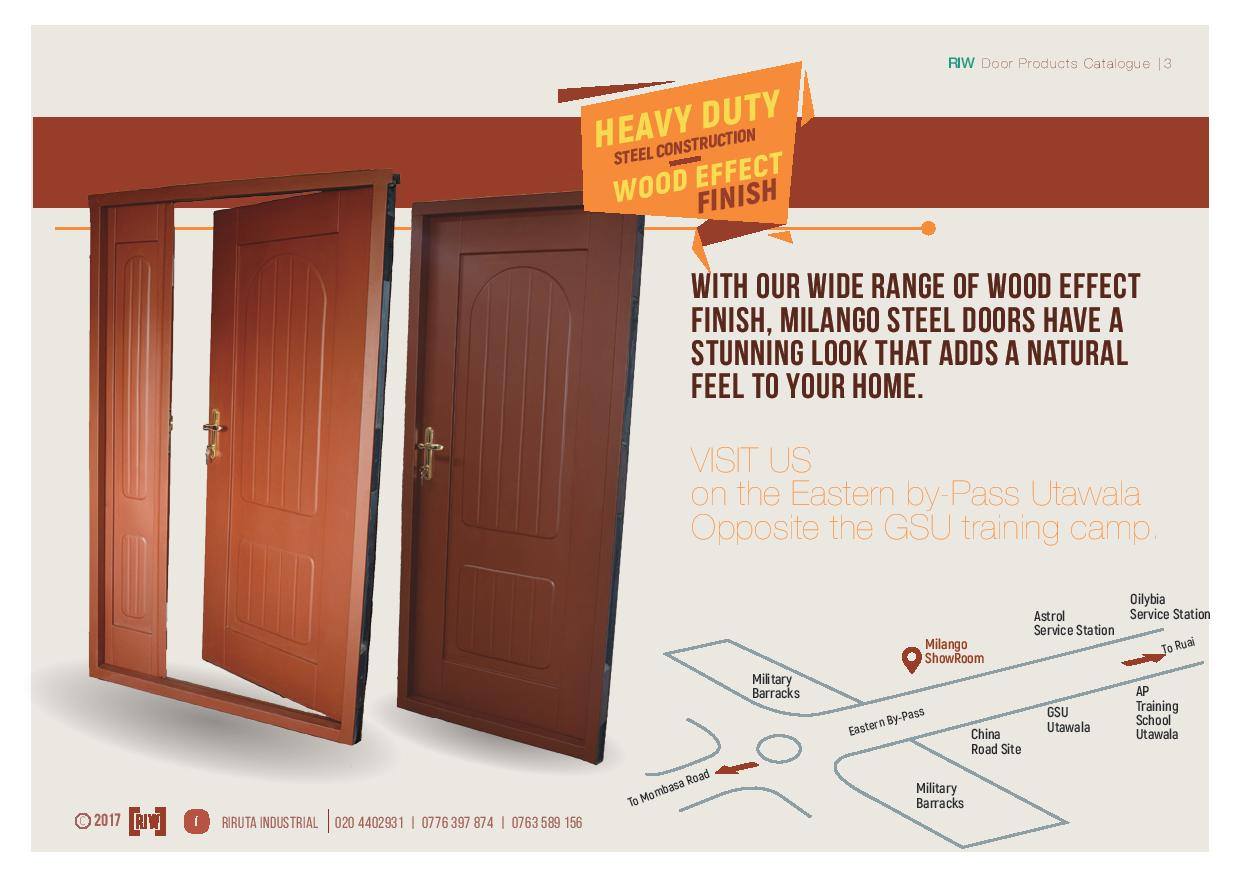 RIW Door Products Catalogue |3
HEAVY DUTY
STEEL CONSTRUCTION
WOOD EFFECT
FINISH
WITH OUR WIDE RANGE OF WOOD EFFECT
FINISH, MILANGO STEEL DOORS HAVE A
STUNNING LOOK THAT ADDS A NATURAL
FEEL TO YOUR HOME.
VISIT US
on the Eastern by-Pass Utawala
Opposite the GSU training camp.
Oilybia
Service Station
Astrol
Service Station
To Ruai
Milango
ShowRoom
Military
Barracks
AP
Training
School
Utawala
GSU
Utawala
Eastern By-Pass
China
Road Site
To Mombasa Road
Military
Barracks
© 2017 [RIW] f RIRUTA INDUSTRIAL | 020 4402931 | 0776 397 874 | 0763 589 156